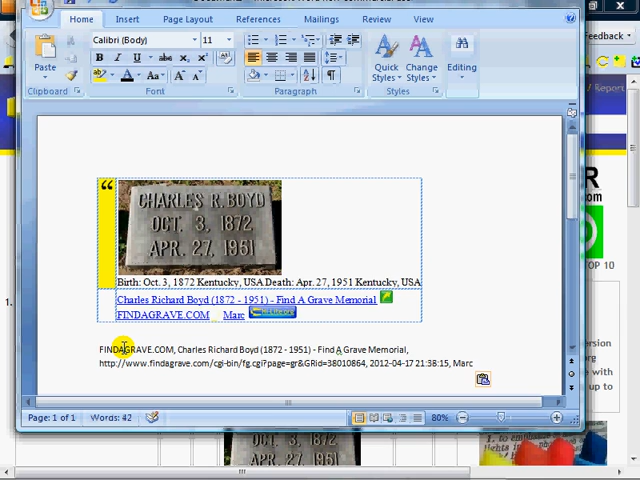 Home Insert Page Layout References Mailings Review View
Feedback
Report
Calibri (Body) 11
Paste
Quick Styles
Change Styles
Editing
Clipboard Font Paragraph Styles
“
CHARLES R. BOYD
OCT. 3, 1872
APR. 27, 1951
Birth: Oct. 3, 1872 Kentucky, USA.Death: Apr. 27, 1951 Kentucky, USA
Charles Richard Boyd (1872 - 1951) - Find A Grave Memorial
FINDAGRAVE.COM Marc
FINDAGRAVE.COM, Charles Richard Boyd (1872 - 1951) - Find A Grave Memorial,
http://www.findagrave.com/cgi-bin/fg.cgi?page=gr&GRid=38010864, 2012-04-17 21:38:15, Marc
R
.com
TOP 10
1.
Page: 1 of 1 Words: 42 80%
OCT. 3, 1872
APR. 27, 1951